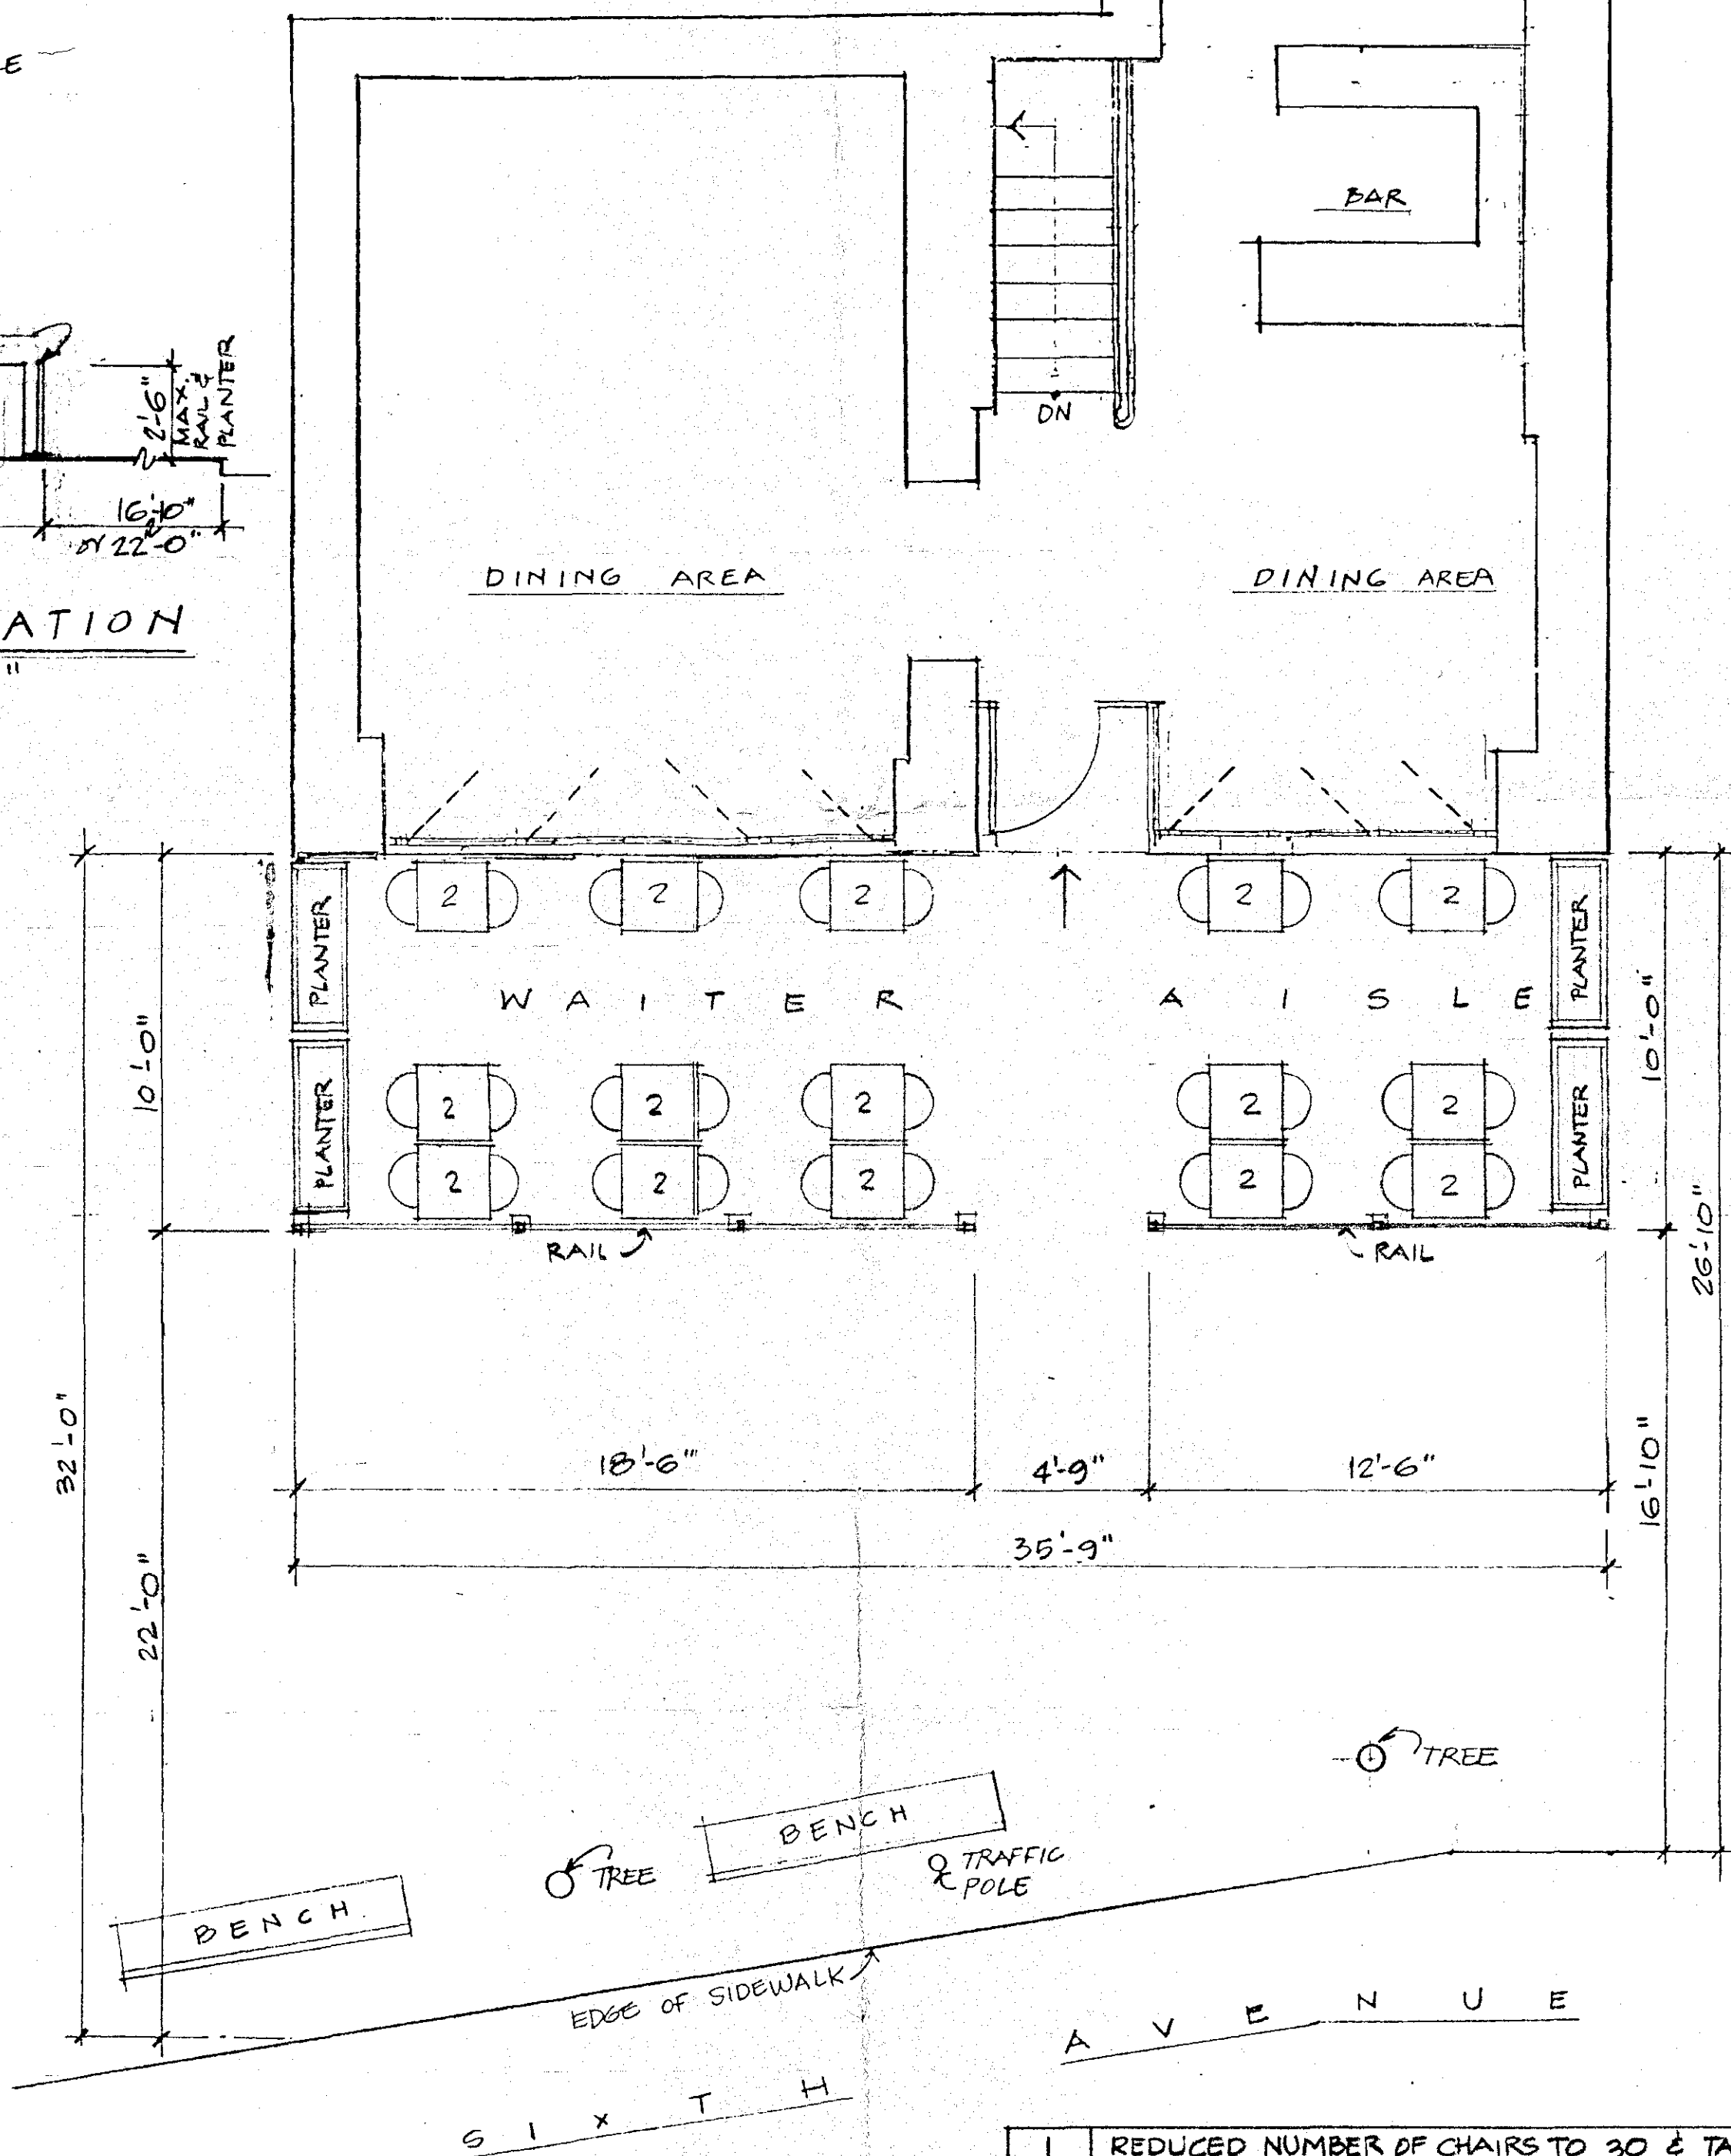 E
BAR
DN
2'-6"
MAX.
RAIL &
PLANTER
16'-10"
or 22'-0"
DINING AREA
DINING AREA
ATION
"
2 2 2 2 2
PLANTER
PLANTER
WAITER AISLE
10'-0"
10'-0"
2 2 2 2 2
PLANTER
PLANTER
2 2 2 2 2
RAIL
RAIL
26'-10"
32'-0"
18'-6"
4'-9"
12'-6"
16'-10"
35'-9"
22'-0"
TREE
BENCH
TREE
TRAFFIC
POLE
BENCH
EDGE OF SIDEWALK
SIXTH AVENUE
1 REDUCED NUMBER OF CHAIRS TO 30 & TA